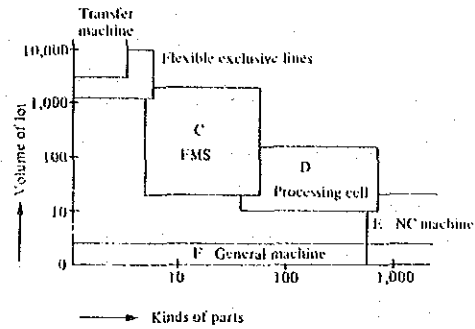 Transfer
machine
10,000
Flexible exclusive lines
1,000
C
FMS
100
D
Processing cell
10
E NC machine
F General machine
0
10
100
1,000
Volume of lot
Kinds of parts